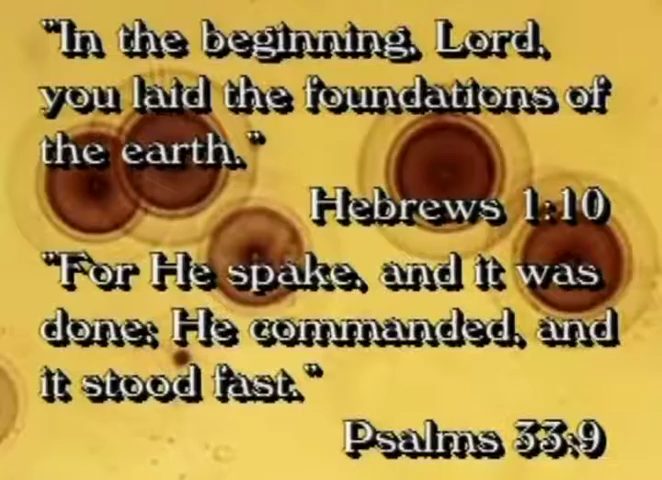 "In the beginning, Lord,
you laid the foundations of
the earth."
Hebrews 1:10
"For He spake, and it was
done; He commanded, and
it stood fast."
Psalms 33:9